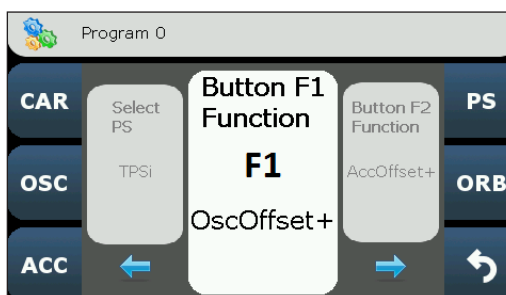 Program 0
CAR
OSC
ACC
Select
PS
TPSi
Button F1
Function
F1
OscOffset+
Button F2
Function
AccOffset+
PS
ORB